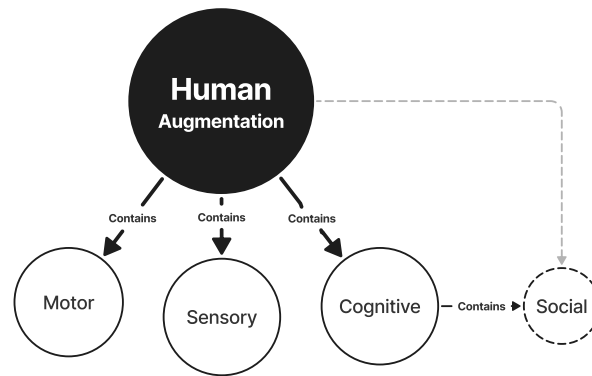 Human
Augmentation
Contains
Contains
Contains
Motor
Sensory
Cognitive
Contains
Social